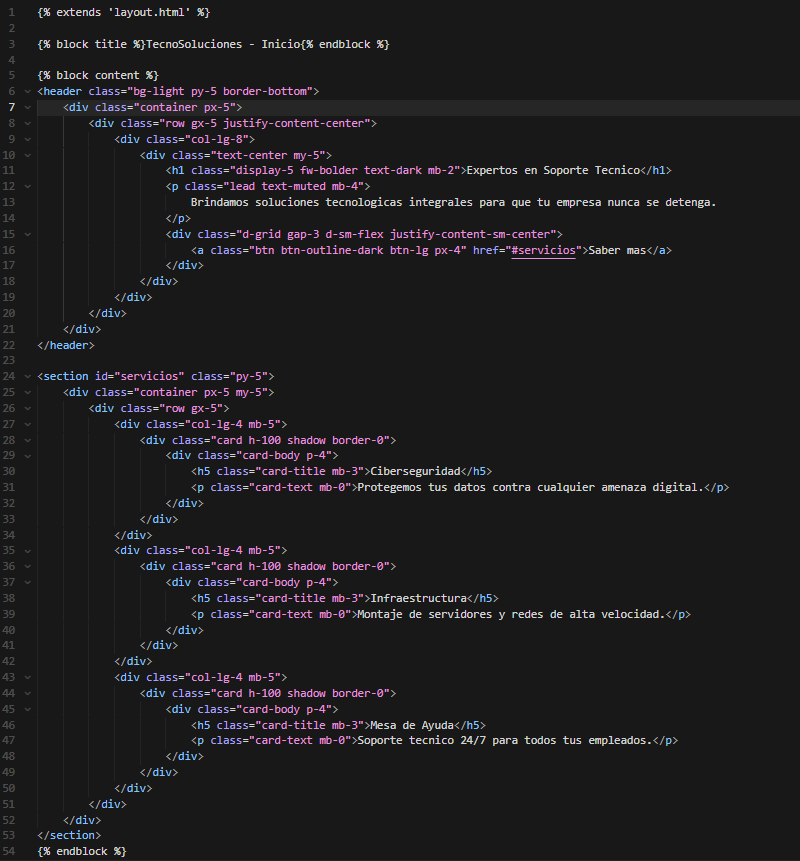 1 {% extends 'layout.html' %}
2
3 {% block title %}TecnoSoluciones - Inicio{% endblock %}
4
5 {% block content %}
6 <header class="bg-light py-5 border-bottom">
7     <div class="container px-5">
8         <div class="row gx-5 justify-content-center">
9             <div class="col-lg-8">
10                 <div class="text-center my-5">
11                     <h1 class="display-5 fw-bolder text-dark mb-2">Expertos en Soporte Tecnico</h1>
12                     <p class="lead text-muted mb-4">
13                         Brindamos soluciones tecnologicas integrales para que tu empresa nunca se detenga.
14                     </p>
15                     <div class="d-grid gap-3 d-sm-flex justify-content-sm-center">
16                         <a class="btn btn-outline-dark btn-lg px-4" href="#servicios">Saber mas</a>
17                     </div>
18                 </div>
19             </div>
20         </div>
21     </div>
22 </header>
23
24 <section id="servicios" class="py-5">
25     <div class="container px-5 my-5">
26         <div class="row gx-5">
27             <div class="col-lg-4 mb-5">
28                 <div class="card h-100 shadow border-0">
29                     <div class="card-body p-4">
30                         <h5 class="card-title mb-3">Ciberseguridad</h5>
31                         <p class="card-text mb-0">Protegemos tus datos contra cualquier amenaza digital.</p>
32                     </div>
33                 </div>
34             </div>
35             <div class="col-lg-4 mb-5">
36                 <div class="card h-100 shadow border-0">
37                     <div class="card-body p-4">
38                         <h5 class="card-title mb-3">Infraestructura</h5>
39                         <p class="card-text mb-0">Montaje de servidores y redes de alta velocidad.</p>
40                     </div>
41                 </div>
42             </div>
43             <div class="col-lg-4 mb-5">
44                 <div class="card h-100 shadow border-0">
45                     <div class="card-body p-4">
46                         <h5 class="card-title mb-3">Mesa de Ayuda</h5>
47                         <p class="card-text mb-0">Soporte tecnico 24/7 para todos tus empleados.</p>
48                     </div>
49                 </div>
50             </div>
51         </div>
52     </div>
53 </section>
54 {% endblock %}